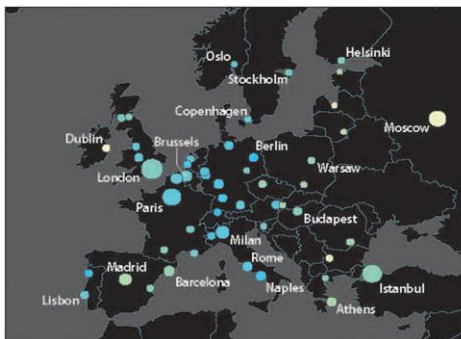 Oslo
Helsinki
Stockholm
Copenhagen
Moscow
Dublin
Brussels
Berlin
London
Warsaw
Paris
Budapest
Milan
Madrid
Rome
Barcelona
Istanbul
Lisbon
Naples
Athens